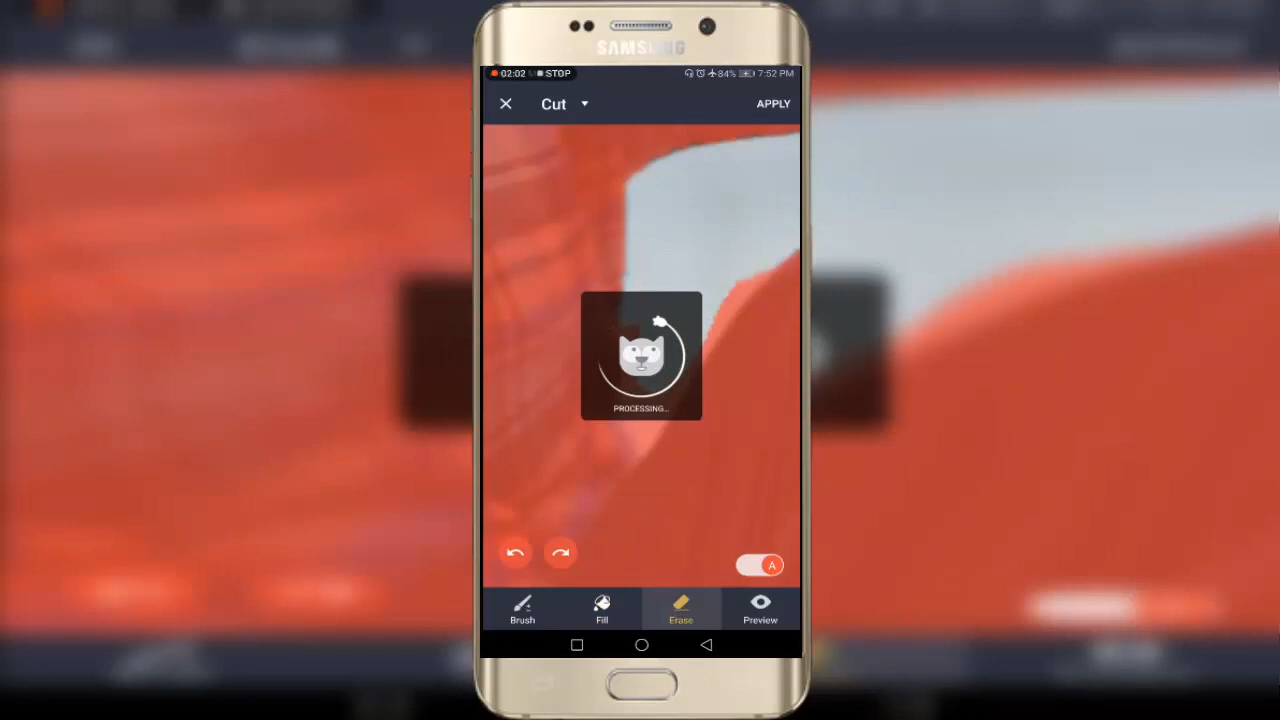 SAMSUNG
02:02 STOP 84% 7:52 PM
Cut APPLY
PROCESSING...
A
Brush Fill Erase Preview